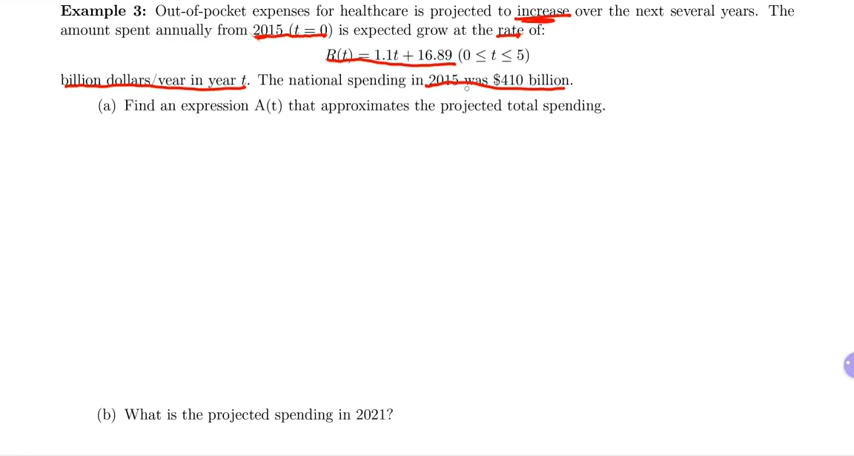 Example 3: Out-of-pocket expenses for healthcare is projected to increase over the next several years. The
amount spent annually from 2015 (t = 0) is expected grow at the rate of:
R(t) = 1.1t + 16.89 (0 ≤ t ≤ 5)
billion dollars/year in year t. The national spending in 2015 was $410 billion.
(a) Find an expression A(t) that approximates the projected total spending.
(b) What is the projected spending in 2021?